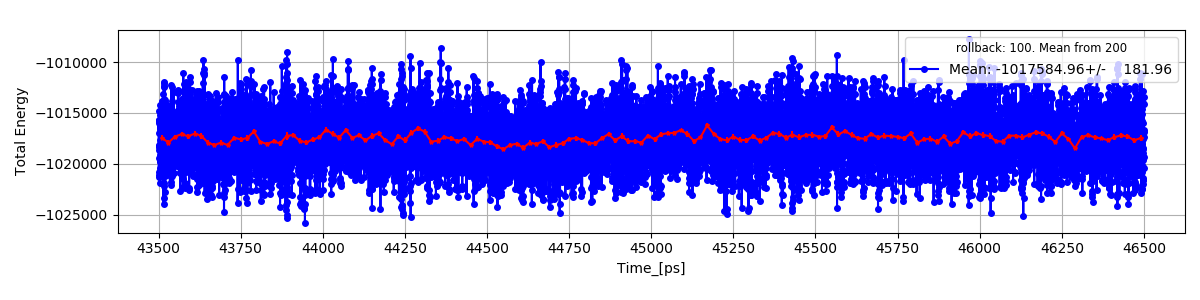 rollback: 100. Mean from 200
Mean: -1017584.96+/-    181.96
Total Energy
−1010000
−1015000
−1020000
−1025000
43500 43750 44000 44250 44500 44750 45000 45250 45500 45750 46000 46250 46500
Time_[ps]